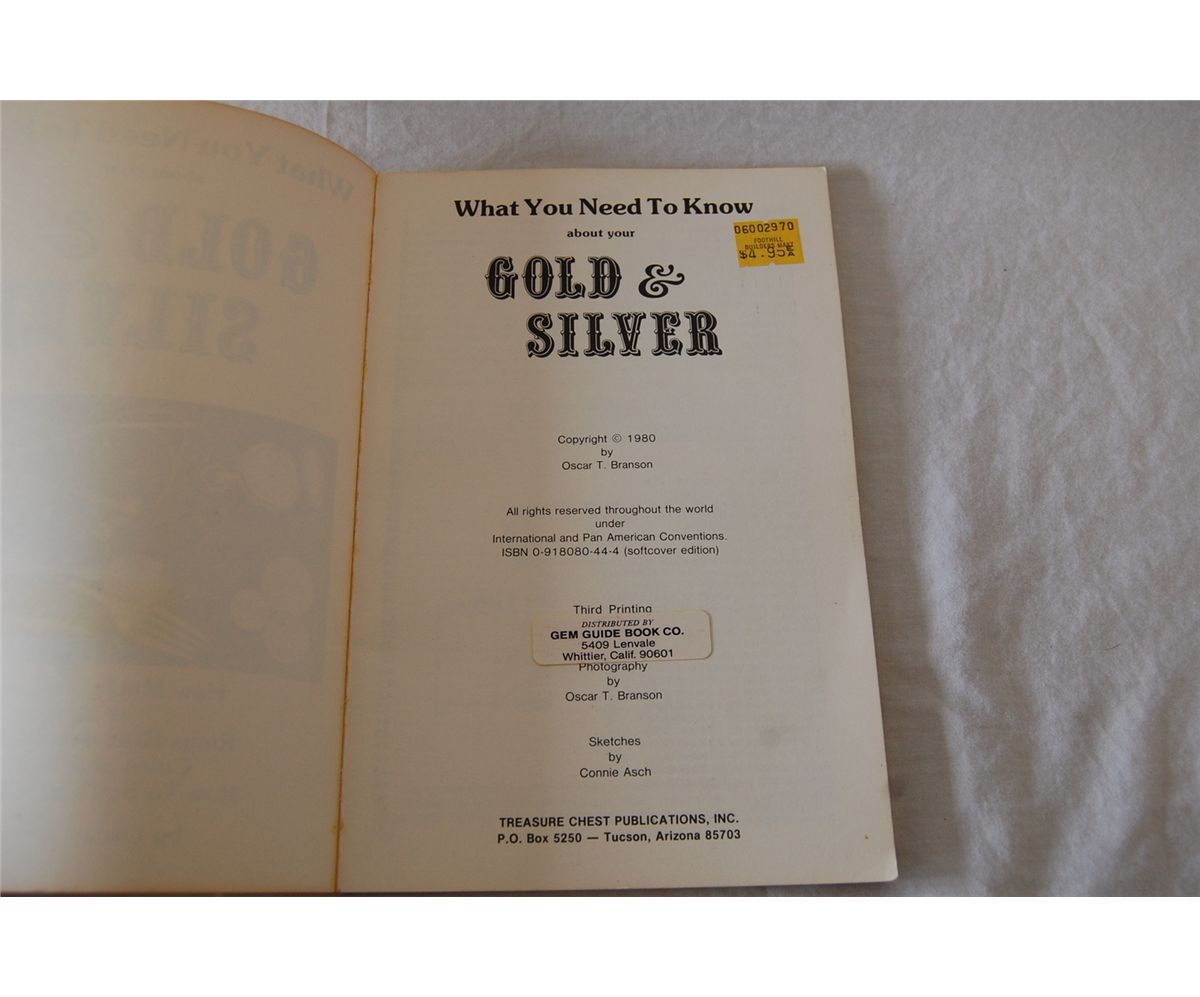 What You Need To Know
about your
GOLD &
SILVER
06002970
FOOTHILL
BUILDERS MART
$4.95
Copyright © 1980
by
Oscar T. Branson
All rights reserved throughout the world
under
International and Pan American Conventions.
ISBN 0-918080-44-4 (softcover edition)
Third Printing
DISTRIBUTED BY
GEM GUIDE BOOK CO.
5409 Lenvale
Whittier, Calif. 90601
Photography
by
Oscar T. Branson
Sketches
by
Connie Asch
TREASURE CHEST PUBLICATIONS, INC.
P.O. Box 5250 — Tucson, Arizona 85703